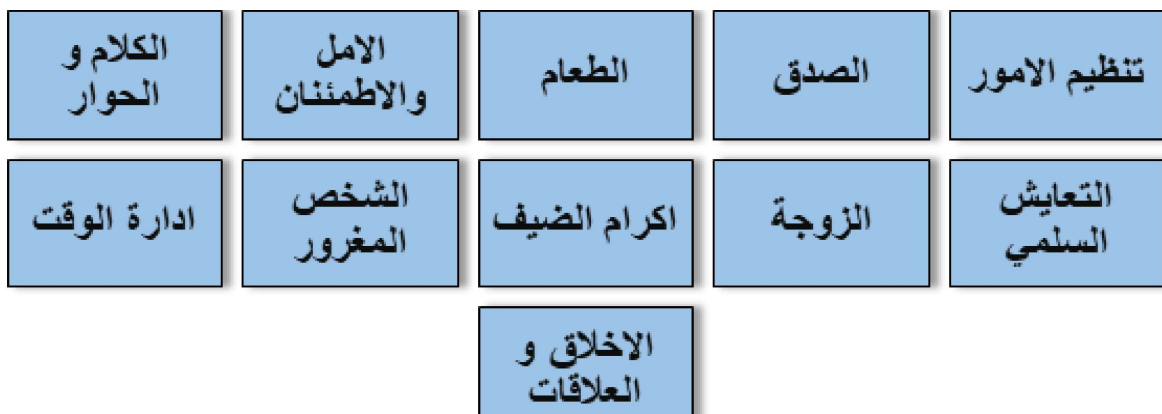 تنظيم الامور
الصدق
الطعام
الامل
والاطمئنان
الكلام و
الحوار
التعايش
السلمي
الزوجة
اكرام الضيف
الشخص
المغرور
ادارة الوقت
الاخلاق و
العلاقات